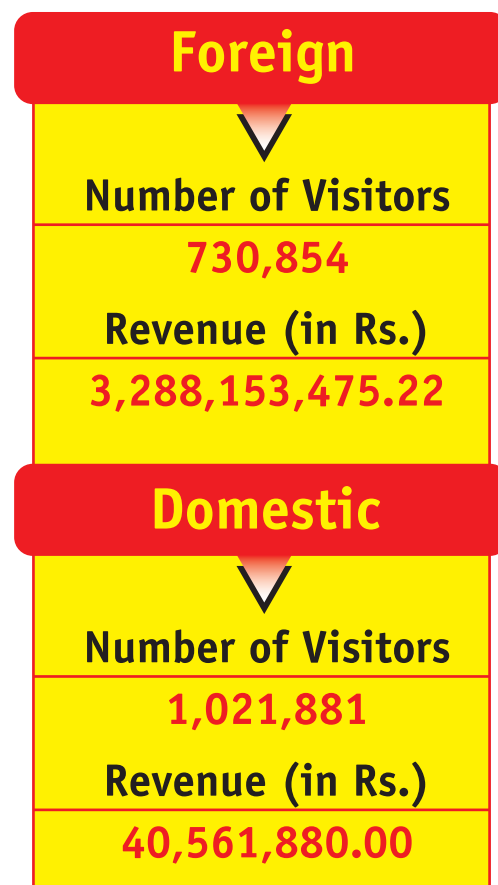 Foreign
Number of Visitors
730,854
Revenue (in Rs.)
3,288,153,475.22
Domestic
Number of Visitors
1,021,881
Revenue (in Rs.)
40,561,880.00